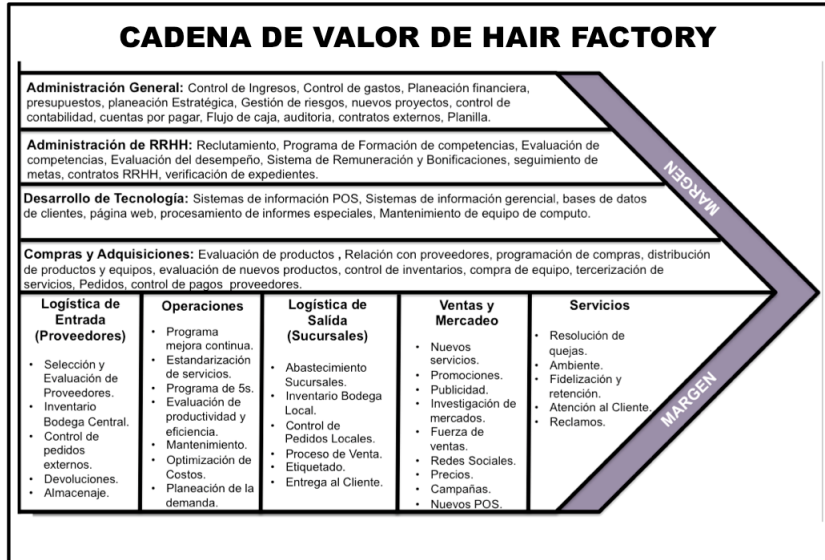 CADENA DE VALOR DE HAIR FACTORY
Administración General: Control de Ingresos, Control de gastos, Planeación financiera,
presupuestos, planeación Estratégica, Gestión de riesgos, nuevos proyectos, control de
contabilidad, cuentas por pagar, Flujo de caja, auditoria, contratos externos, Planilla.
Administración de RRHH: Reclutamiento, Programa de Formación de competencias, Evaluación de
competencias, Evaluación del desempeño, Sistema de Remuneración y Bonificaciones, seguimiento de
metas, contratos RRHH, verificación de expedientes.
Desarrollo de Tecnología: Sistemas de información POS, Sistemas de información gerencial, bases de datos
de clientes, página web, procesamiento de informes especiales, Mantenimiento de equipo de computo.
Compras y Adquisiciones: Evaluación de productos , Relación con proveedores, programación de compras, distribución
de productos y equipos, evaluación de nuevos productos, control de inventarios, compra de equipo, tercerización de
servicios, Pedidos, control de pagos proveedores.
MARGEN
Logística de
Entrada
(Proveedores)
• Selección y
Evaluación de
Proveedores.
• Inventario
Bodega Central.
• Control de
pedidos
externos.
• Devoluciones.
• Almacenaje.
Operaciones
• Programa
mejora continua.
• Estandarización
de servicios.
• Programa de 5s.
• Evaluación de
productividad y
eficiencia.
• Mantenimiento.
• Optimización de
Costos.
• Planeación de la
demanda.
Logística de
Salida
(Sucursales)
• Abastecimiento
Sucursales.
• Inventario Bodega
Local.
• Control de
Pedidos Locales.
• Proceso de Venta.
• Etiquetado.
• Entrega al Cliente.
Ventas y
Mercadeo
• Nuevos
servicios.
• Promociones.
• Publicidad.
• Investigación de
mercados.
• Fuerza de
ventas.
• Redes Sociales.
• Precios.
• Campañas.
• Nuevos POS.
Servicios
• Resolución de
quejas.
• Ambiente.
• Fidelización y
retención.
• Atención al Cliente.
• Reclamos.
MARGEN